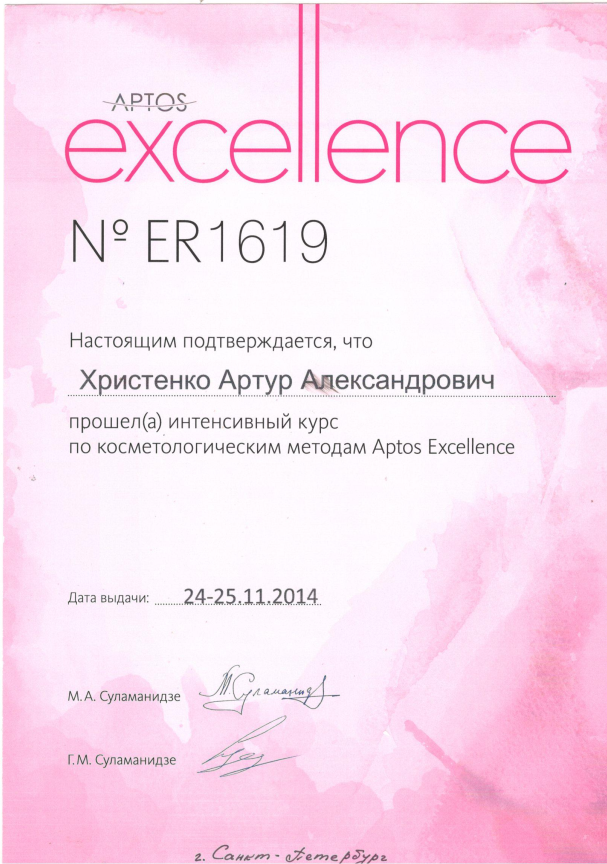 APTOS
excellence
Nº ER1619
Настоящим подтверждается, что
Христенко Артур Александрович
прошел(а) интенсивный курс
по косметологическим методам Aptos Excellence
Дата выдачи: 24-25.11.2014
М.А. Суламанидзе М.Суламанидз
Г.М. Суламанидзе
г. Санкт-Петербург